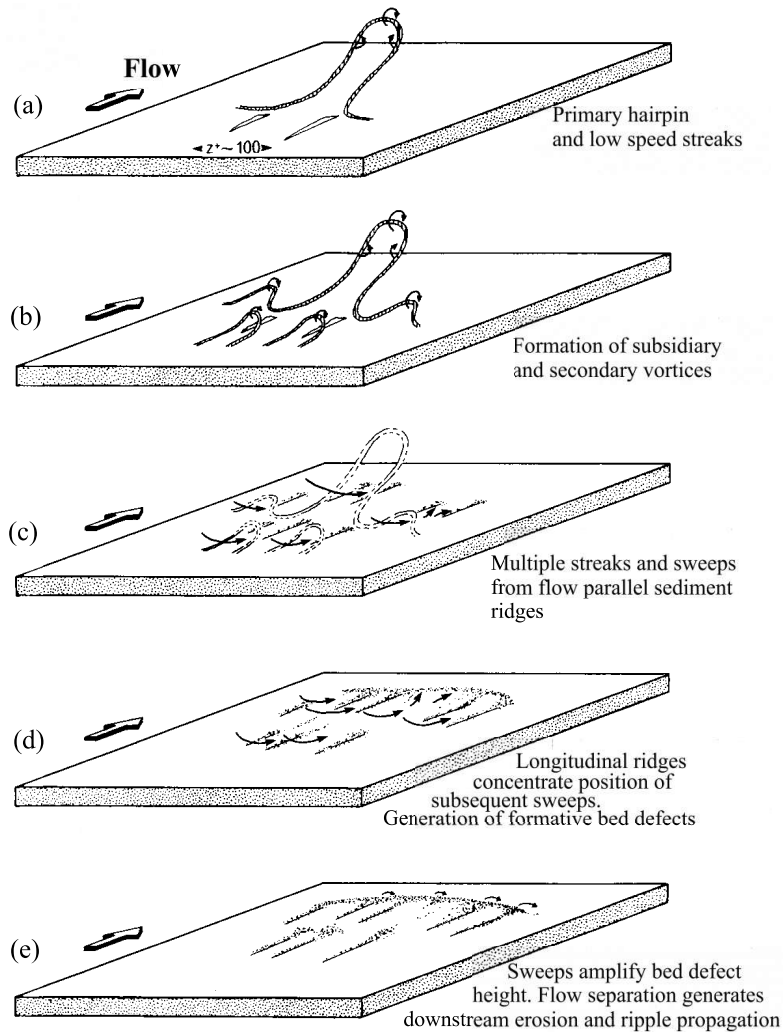 Flow
(a)
Primary hairpin
and low speed streaks
z⁺~ 100
(b)
Formation of subsidiary
and secondary vortices
(c)
Multiple streaks and sweeps
from flow parallel sediment
ridges
(d)
Longitudinal ridges
concentrate position of
subsequent sweeps.
Generation of formative bed defects
(e)
Sweeps amplify bed defect
height. Flow separation generates
downstream erosion and ripple propagation